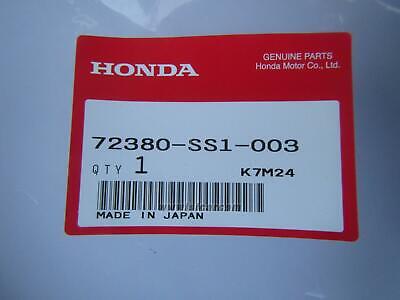 HONDA
GENUINE PARTS
Honda Motor Co., Ltd.
72380-SS1-003
QTY 1 K7M24
MADE IN JAPAN